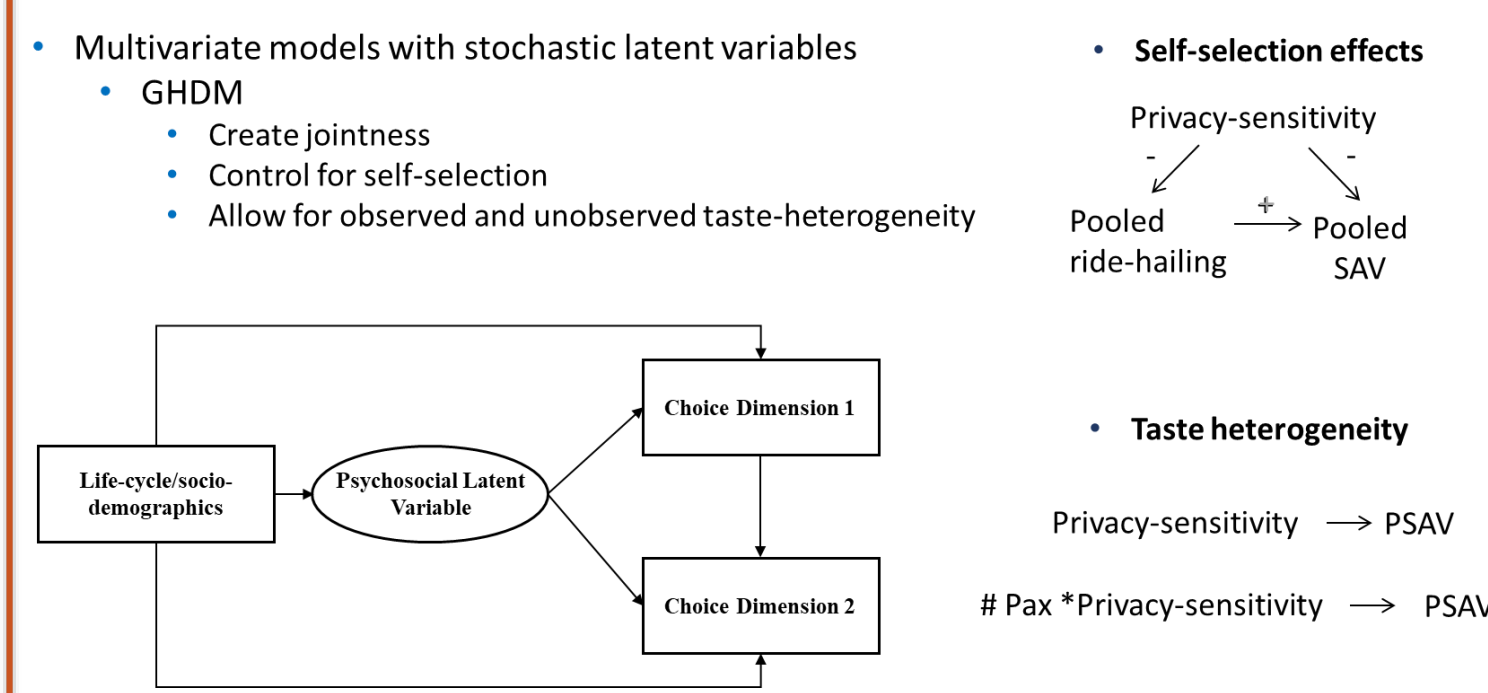 • Multivariate models with stochastic latent variables
• GHDM
• Create jointness
• Control for self-selection
• Allow for observed and unobserved taste-heterogeneity
• Self-selection effects
Privacy-sensitivity
- -
+
Pooled
ride-hailing
Pooled
SAV
Life-cycle/socio-
demographics
Psychosocial Latent
Variable
Choice Dimension 1
Choice Dimension 2
• Taste heterogeneity
Privacy-sensitivity → PSAV
# Pax *Privacy-sensitivity → PSAV